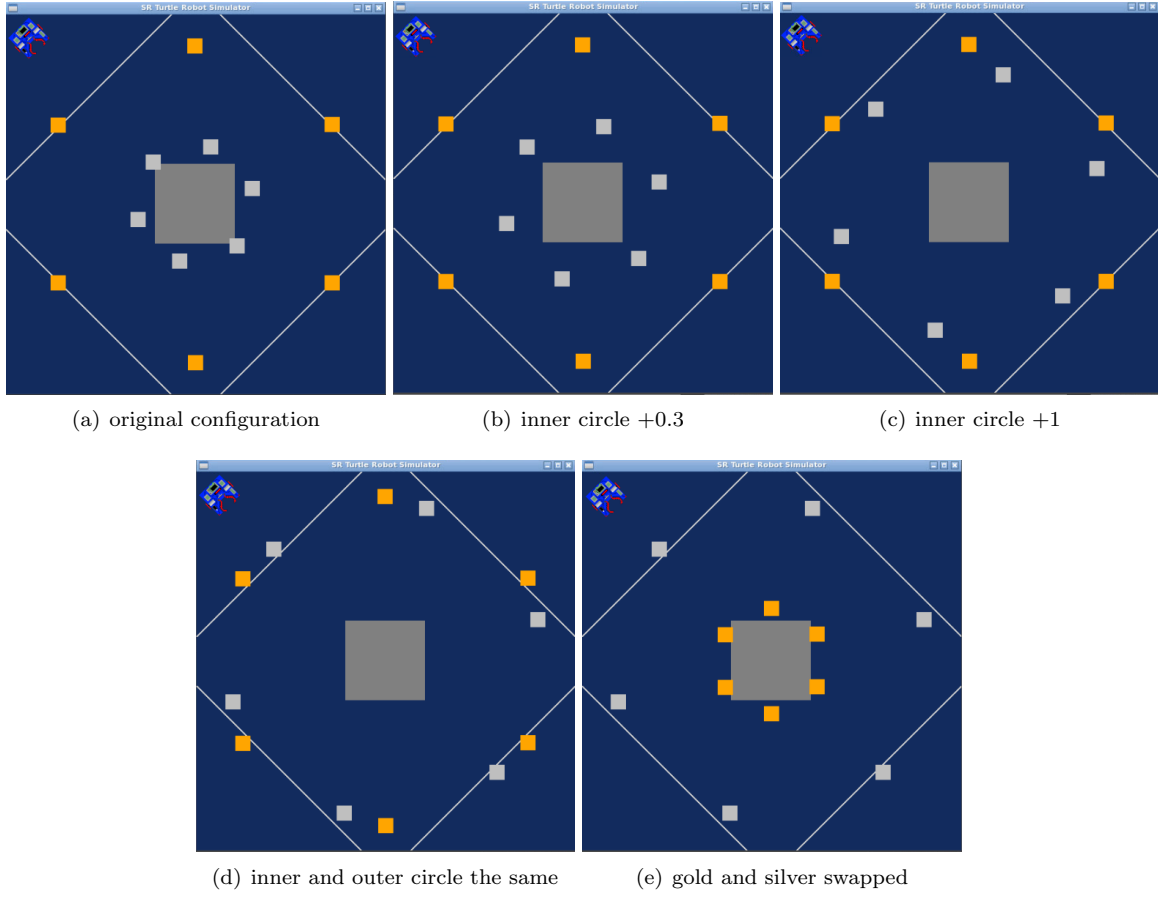 SR Turtle Robot Simulator
SR Turtle Robot Simulator
SR Turtle Robot Simulator
(a) original configuration
(b) inner circle +0.3
(c) inner circle +1
SR Turtle Robot Simulator
SR Turtle Robot Simulator
(d) inner and outer circle the same
(e) gold and silver swapped